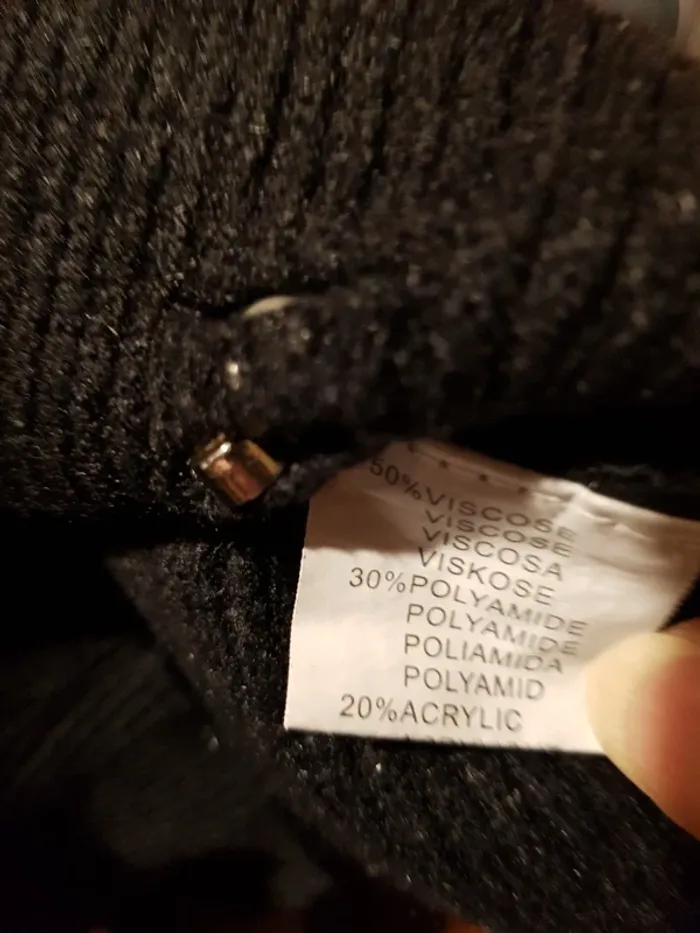 50%VISCOSE
VISCOSE
VISCOSA
VISKOSE
30%POLYAMIDE
POLYAMIDE
POLIAMIDA
POLYAMID
20%ACRYLIC